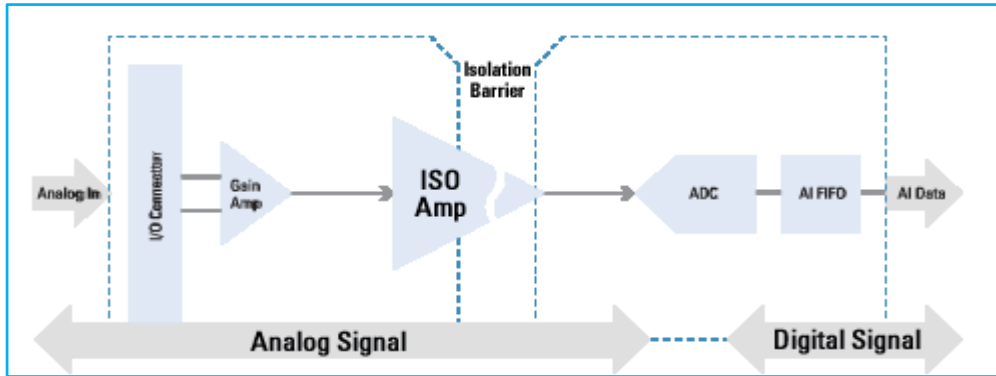 Isolation
Barrier
Analog In
I/O Connector
Gain
Amp
ISO
Amp
ADC
AI FIFO
AI Data
Analog Signal
Digital Signal